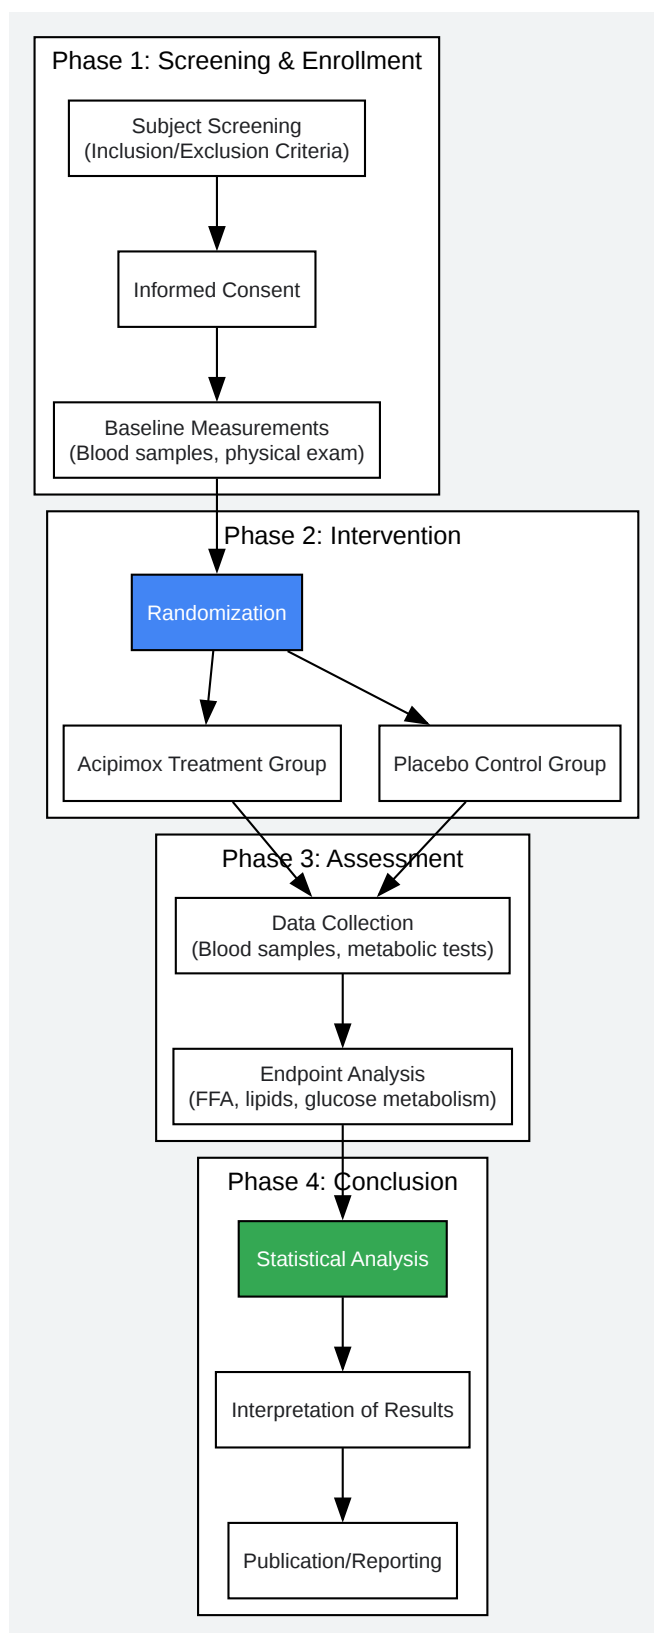 Phase 1: Screening & Enrollment
Subject Screening
(Inclusion/Exclusion Criteria)
Informed Consent
Baseline Measurements
(Blood samples, physical exam)
Phase 2: Intervention
Randomization
Acipimox Treatment Group
Placebo Control Group
Phase 3: Assessment
Data Collection
(Blood samples, metabolic tests)
Endpoint Analysis
(FFA, lipids, glucose metabolism)
Phase 4: Conclusion
Statistical Analysis
Interpretation of Results
Publication/Reporting